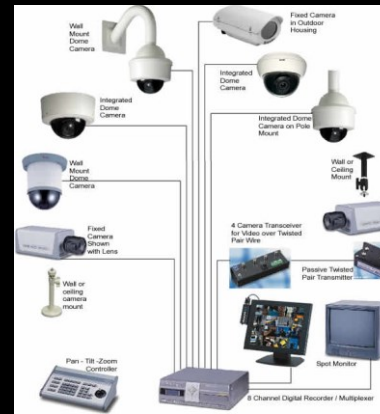 Wall
Mount
Dome
Camera
Fixed Camera
in Outdoor
Housing
Integrated
Dome
Camera
Integrated
Dome
Camera
Integrated Dome
Camera on Pole
Mount
Wall
Mount
Dome
Camera
Wall or
Ceiling
Mount
Fixed
Camera
Shown
with Lens
4 Camera Transceiver
for Video over Twisted
Pair Wire
Passive Twisted
Pair Transmitter
Wall or
ceiling
camera
mount
Spot Monitor
Pan - Tilt -Zoom
Controller
8 Channel Digital Recorder / Multiplexer